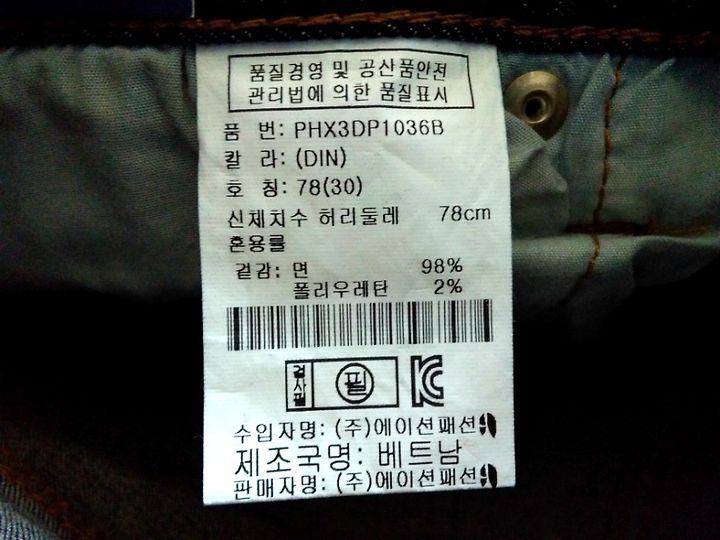 품질경영 및 공산품안전
관리법에 의한 품질표시
품 번: PHX3DP1036B
칼 라: (DIN)
호 칭: 78(30)
신체치수 허리둘레 78cm
혼용률
겉감: 면 98%
폴리우레탄 2%
검사필 필 KC
수입자명: (주)에이션패션
제조국명: 베트남
판매자명: (주)에이션패션